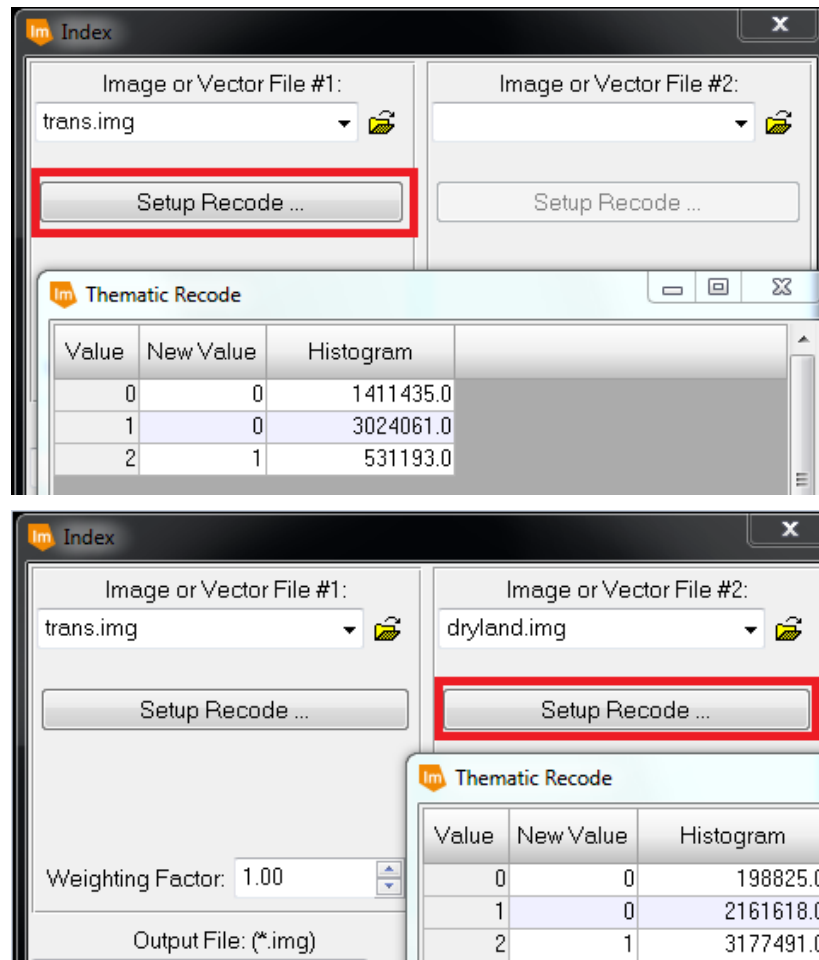 Im Index x
Image or Vector File #1: Image or Vector File #2:
trans.img
Setup Recode ... Setup Recode ...
Im Thematic Recode
Value New Value Histogram
0 0 1411435.0
1 0 3024061.0
2 1 531193.0
Im Index x
Image or Vector File #1: Image or Vector File #2:
trans.img dryland.img
Setup Recode ... Setup Recode ...
Im Thematic Recode
Value New Value Histogram
Weighting Factor: 1.00 0 0 198825.0
1 0 2161618.0
Output File: (*.img) 2 1 3177491.0